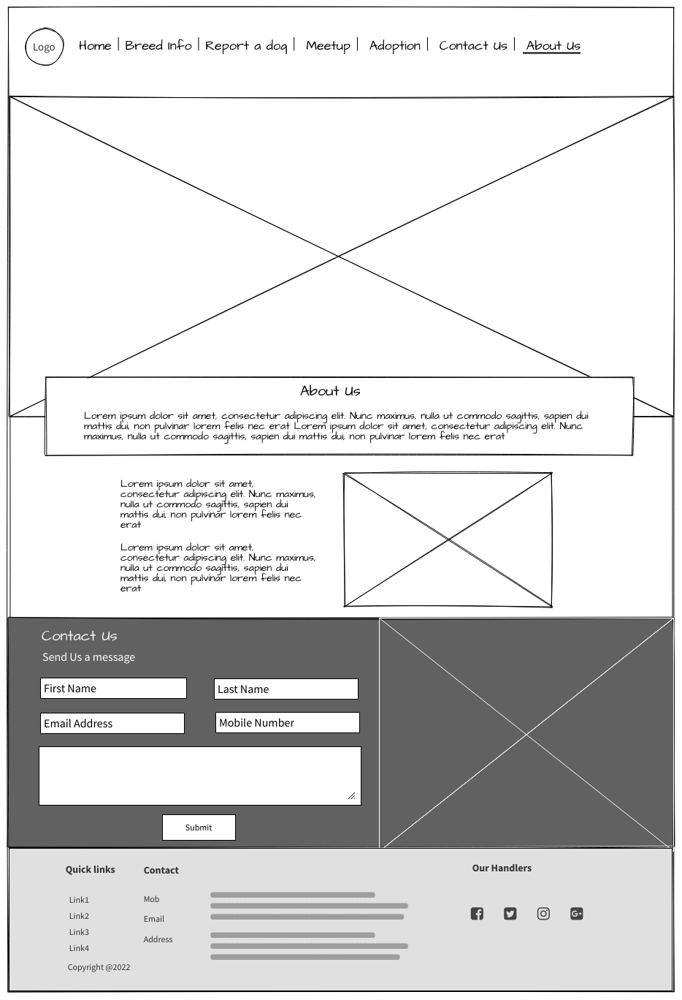 Logo
Home | Breed Info | Report a dog | Meetup | Adoption | Contact Us | About Us
About Us
Lorem ipsum dolor sit amet, consectetur adipiscing elit. Nunc maximus, nulla ut commodo sagittis, sapien dui
mattis dui, non pulvinar lorem felis nec erat Lorem ipsum dolor sit amet, consectetur adipiscing elit. Nunc
maximus, nulla ut commodo sagittis, sapien dui mattis dui, non pulvinar lorem felis nec erat
Lorem ipsum dolor sit amet,
consectetur adipiscing elit. Nunc maximus,
nulla ut commodo sagittis, sapien dui
mattis dui, non pulvinar lorem felis nec
erat
Lorem ipsum dolor sit amet,
consectetur adipiscing elit. Nunc maximus,
nulla ut commodo sagittis, sapien dui
mattis dui, non pulvinar lorem felis nec
erat
Contact Us
Send Us a message
First Name
Last Name
Email Address
Mobile Number
Submit
Quick links
Link1
Link2
Link3
Link4
Copyright @2022
Contact
Mob
Email
Address
Our Handlers